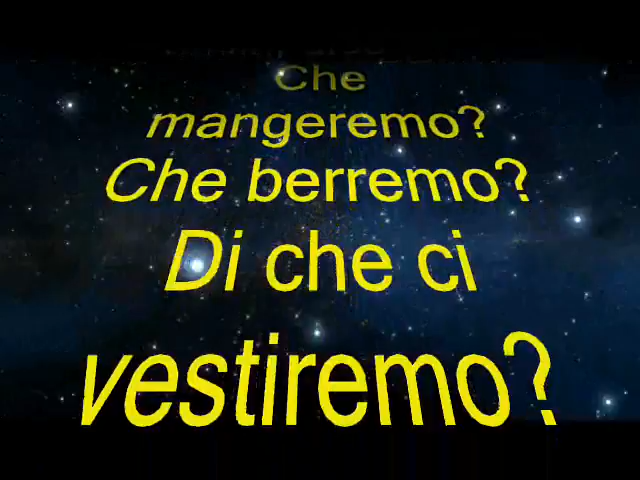 Che
mangeremo?
Che berremo?
Di che ci
vestiremo?